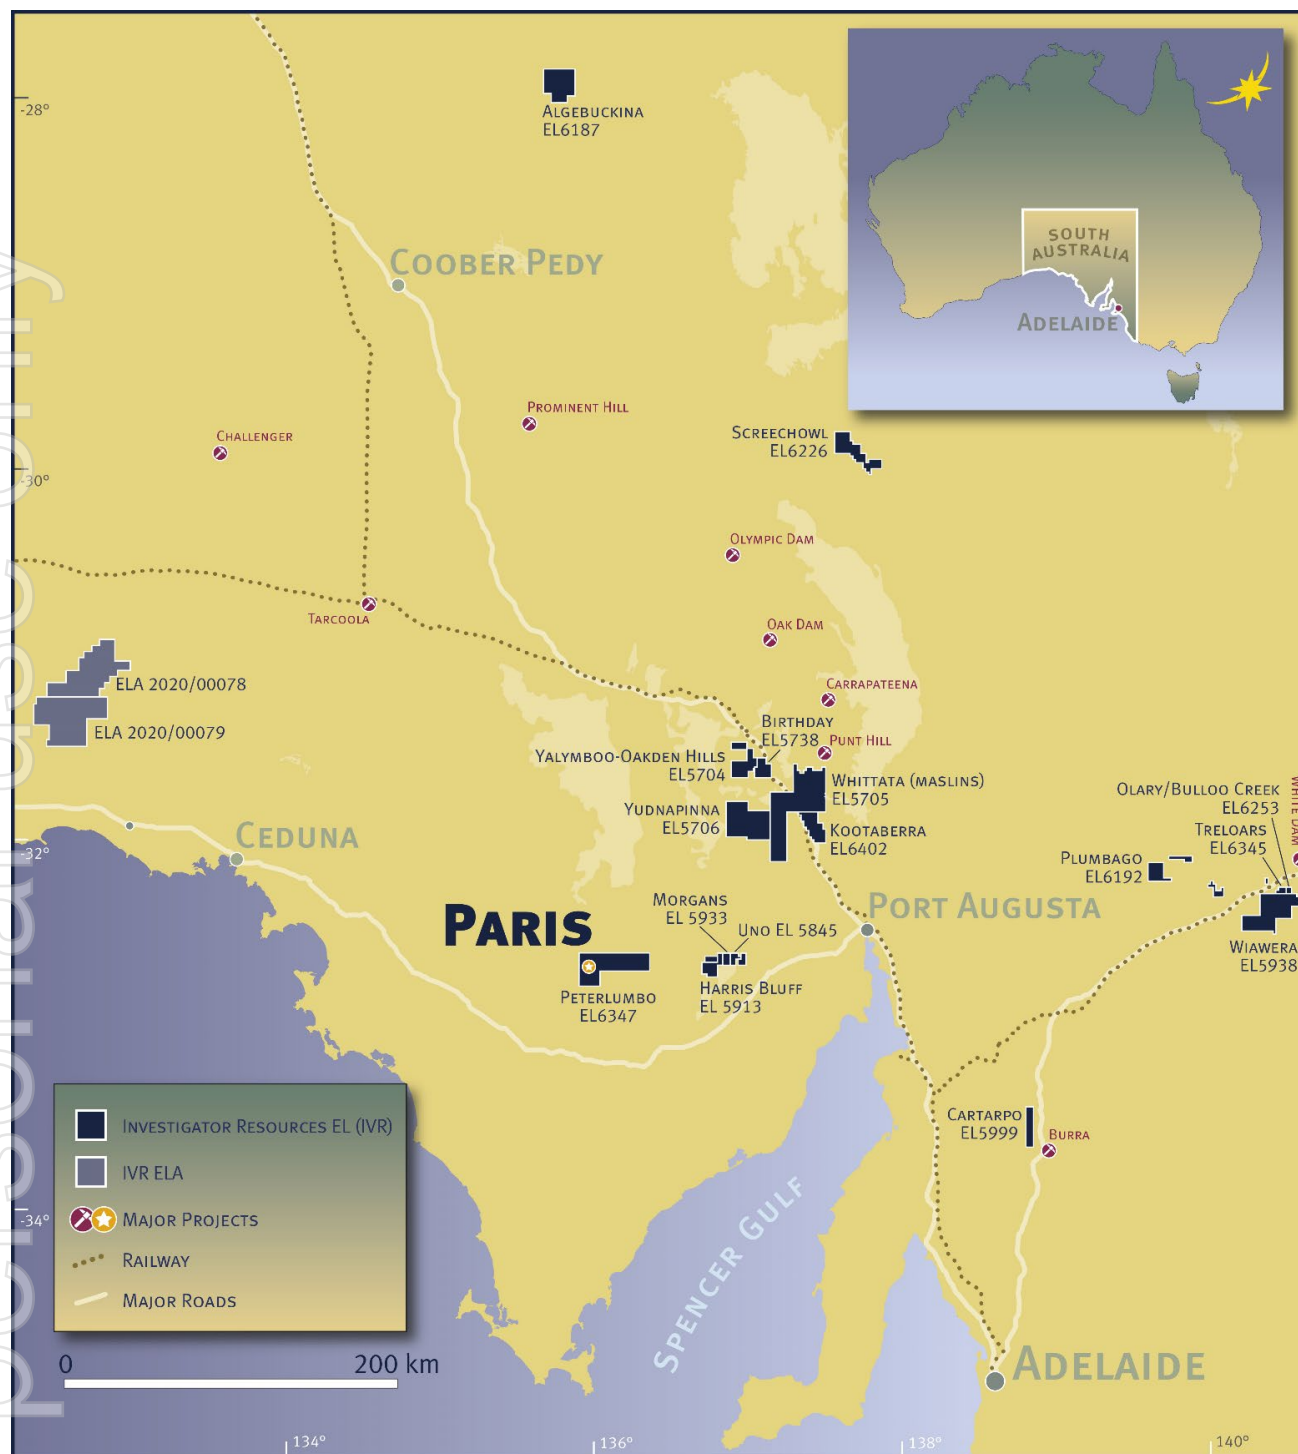 -28°
ALGEBUCKINA
EL6187
SOUTH
AUSTRALIA
ADELAIDE
COOBER PEDY
PROMINENT HILL
CHALLENGER
SCREECHOWL
EL6226
-30°
OLYMPIC DAM
TARCOOLA
OAK DAM
ELA 2020/00078
CARRAPATEENA
ELA 2020/00079
BIRTHDAY
EL5738
PUNT HILL
YALYMBOO-OAKDEN HILLS
EL5704
WHITTATA (MASLINS)
EL5705
OLARY/BULLOO CREEK
EL6253
WHITE DAM
YUDNAPINNA
EL5706
KOOTABERRA
EL6402
TRELOARS
EL6345
CEDUNA
-32°
PLUMBAGO
EL6192
MORGANS
EL 5933
PORT AUGUSTA
PARIS
UNO EL 5845
WIAWERA
EL5938
PETERLUMBO
EL6347
HARRIS BLUFF
EL 5913
CARTARPO
EL5999
BURRA
INVESTIGATOR RESOURCES EL (IVR)
IVR ELA
MAJOR PROJECTS
RAILWAY
MAJOR ROADS
-34°
SPENCER GULF
0 200 km
ADELAIDE
134° 136° 138° 140°